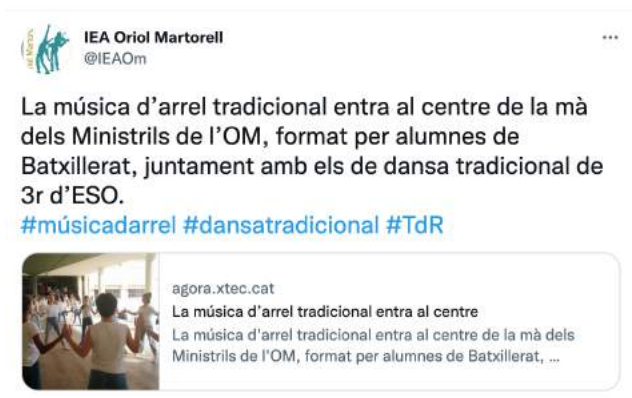 IEA Oriol Martorell
@IEAOm
La música d’arrel tradicional entra al centre de la mà
dels Ministrils de l’OM, format per alumnes de
Batxillerat, juntament amb els de dansa tradicional de
3r d’ESO.
#músicadarrel #dansatradicional #TdR
agora.xtec.cat
La música d’arrel tradicional entra al centre
La música d’arrel tradicional entra al centre de la mà dels
Ministrils de l’OM, format per alumnes de Batxillerat, ...